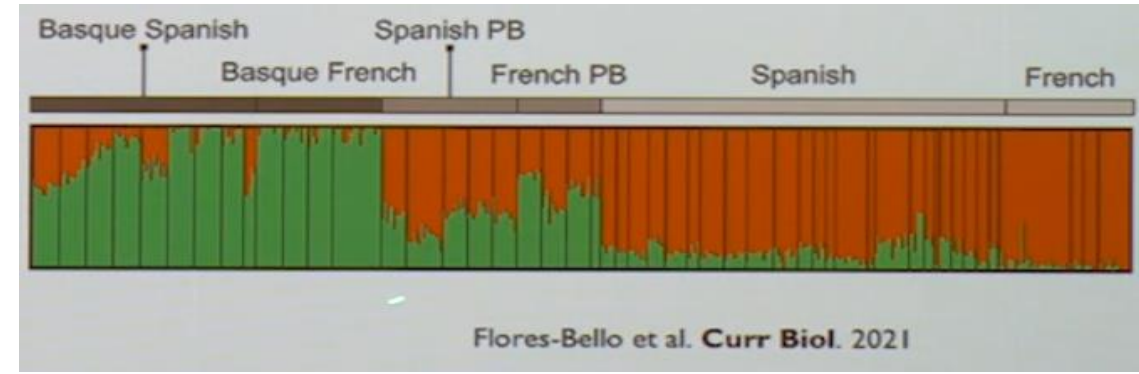 Basque Spanish
Spanish PB
Basque French
French PB
Spanish
French
Flores-Bello et al. Curr Biol. 2021